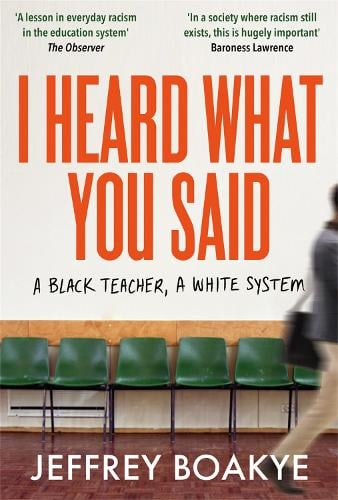 'A lesson in everyday racism
in the education system'
The Observer
'In a society where racism still
exists, this is hugely important'
Baroness Lawrence
I HEARD WHAT
YOU SAID
A BLACK TEACHER, A WHITE SYSTEM
JEFFREY BOAKYE